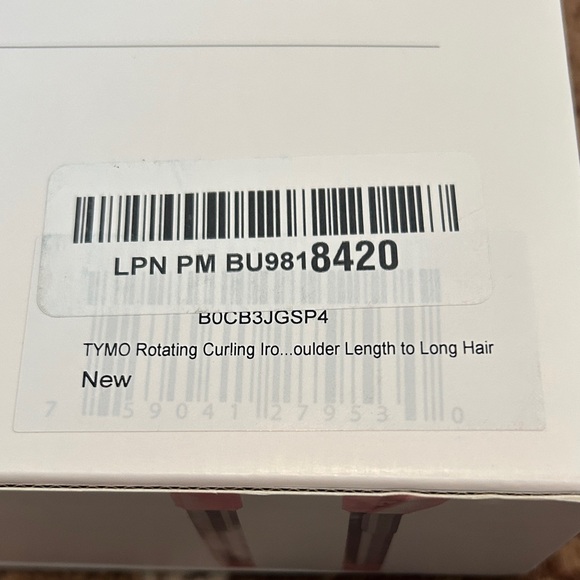 LPN PM BU9818420
B0CB3JGSP4
TYMO Rotating Curling Iro...oulder Length to Long Hair
New
7 59041 27953 0